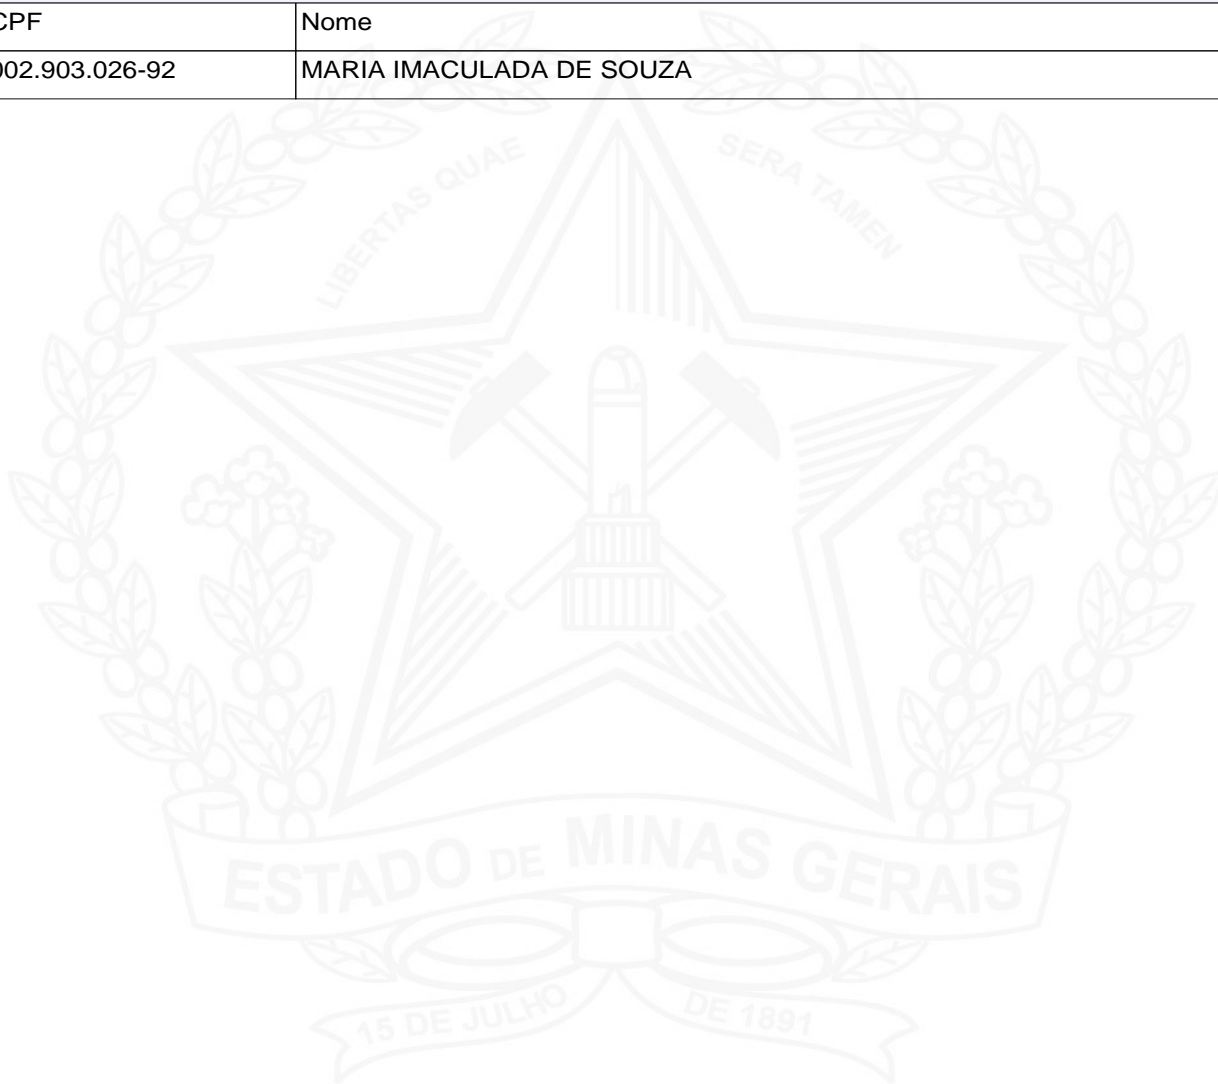 CPF Nome
002.903.026-92 MARIA IMACULADA DE SOUZA
LIBERTAS QUAE SERA TAMEN
ESTADO DE MINAS GERAIS
15 DE JULHO DE 1891